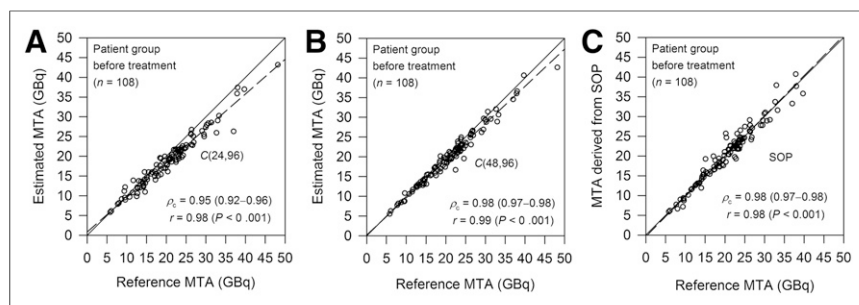 A
Estimated MTA (GBq)
50
45
40
35
30
25
20
15
10
5
0
Patient group
before treatment
(n = 108)
C(24,96)
ρc = 0.95 (0.92–0.96)
r = 0.98 (P < 0 .001)
0 5 10 15 20 25 30 35 40 45 50
Reference MTA (GBq)
B
Estimated MTA (GBq)
50
45
40
35
30
25
20
15
10
5
0
Patient group
before treatment
(n = 108)
C(48,96)
ρc = 0.98 (0.97–0.98)
r = 0.99 (P < 0 .001)
0 5 10 15 20 25 30 35 40 45 50
Reference MTA (GBq)
C
MTA derived from SOP
50
45
40
35
30
25
20
15
10
5
0
Patient group
before treatment
(n = 108)
SOP
ρc = 0.98 (0.97–0.98)
r = 0.98 (P < 0 .001)
0 5 10 15 20 25 30 35 40 45 50
Reference MTA (GBq)